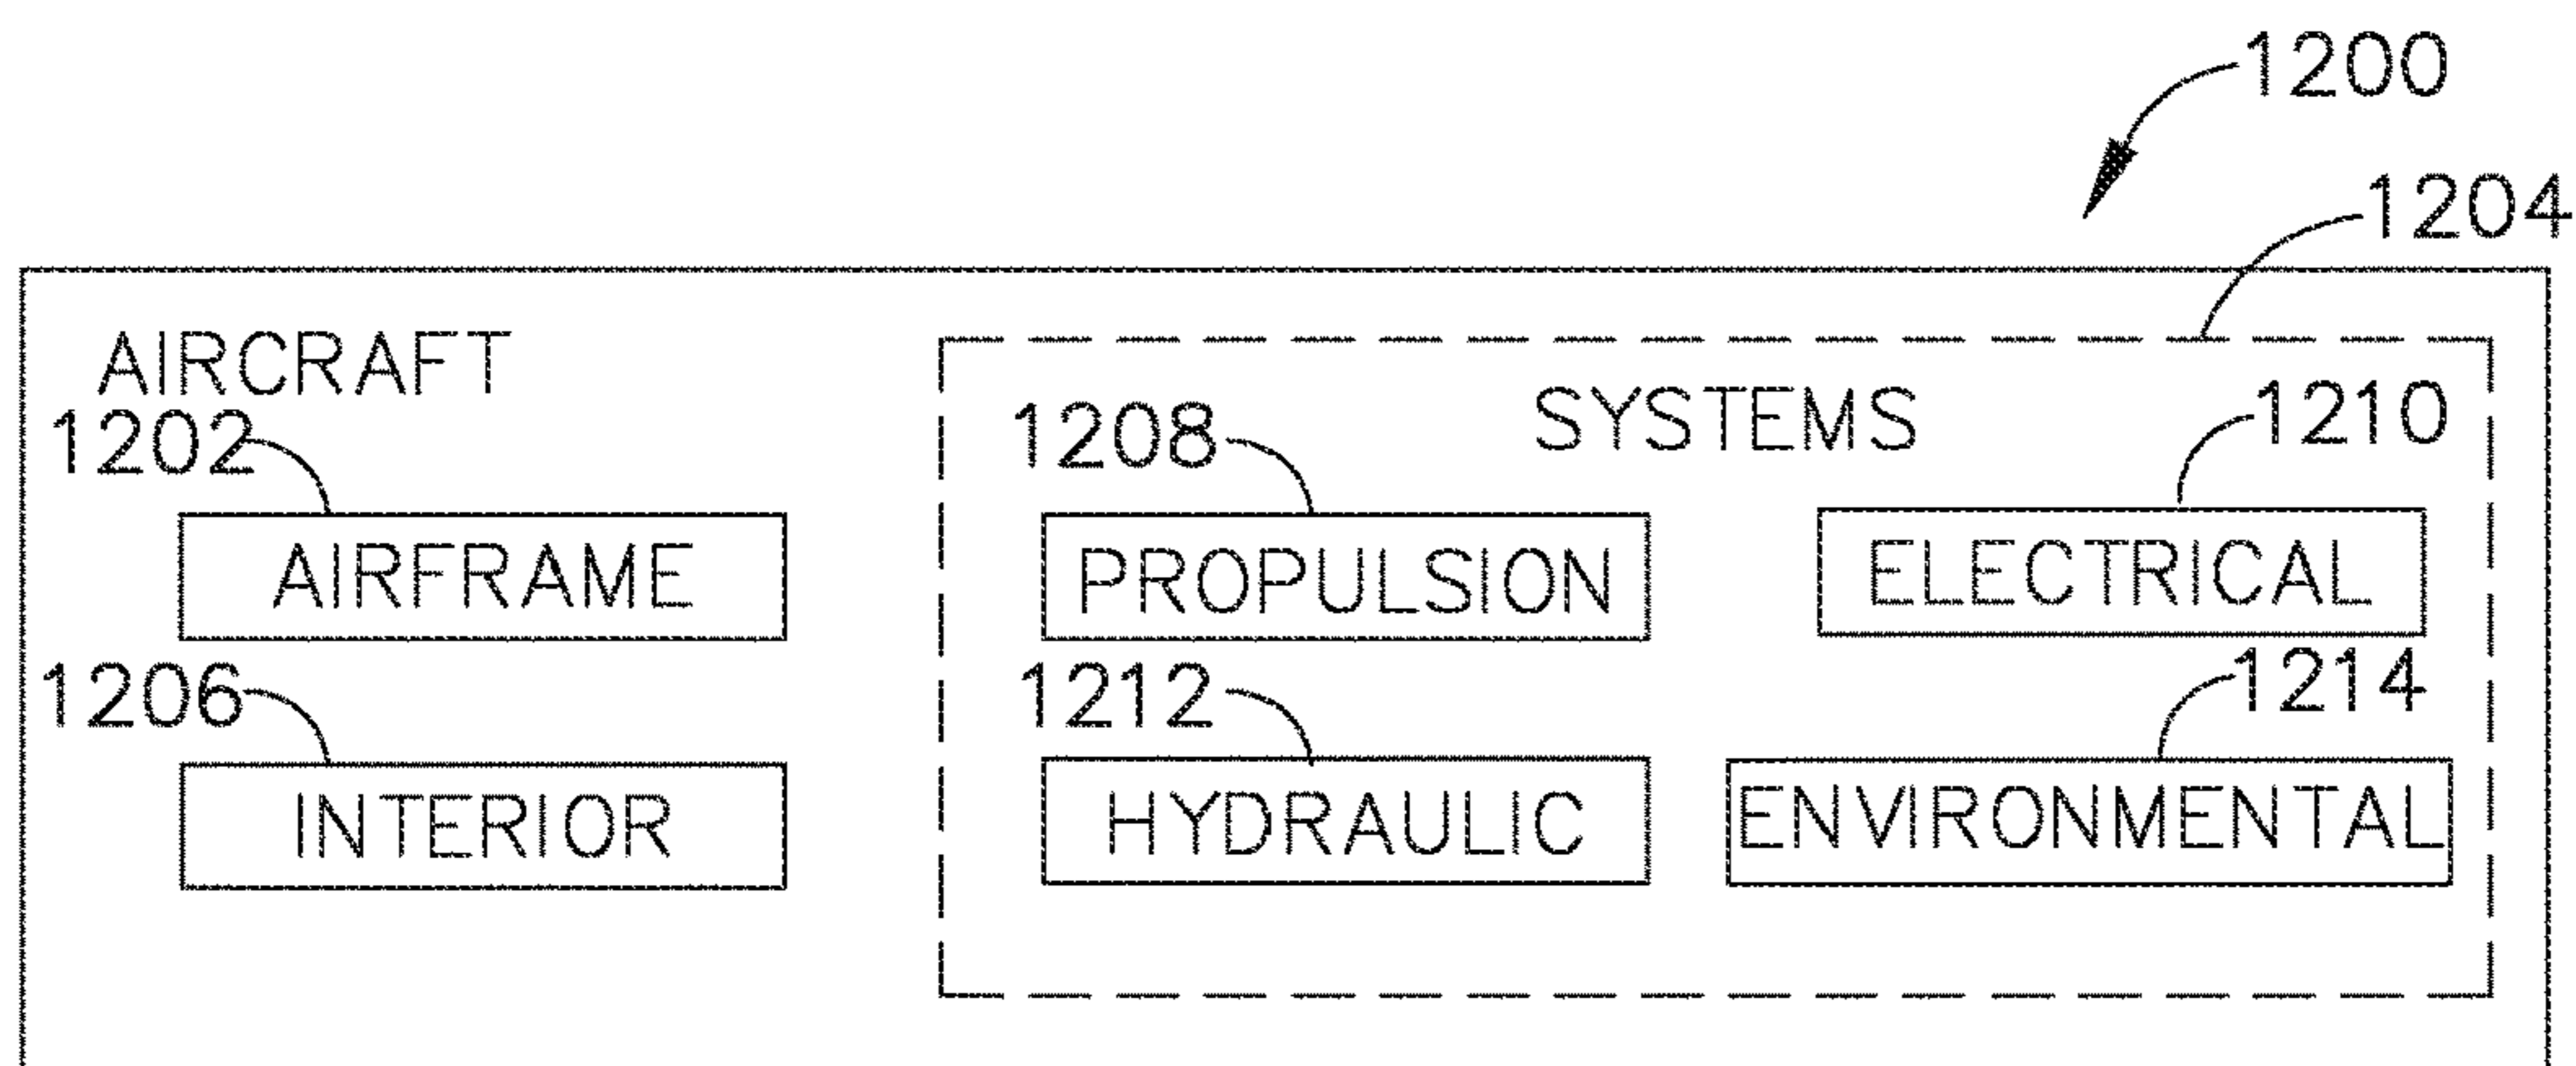 1200
1204
AIRCRAFT
SYSTEMS
1202
1208
1210
AIRFRAME
PROPULSION
ELECTRICAL
1206
1212
1214
INTERIOR
HYDRAULIC
ENVIRONMENTAL